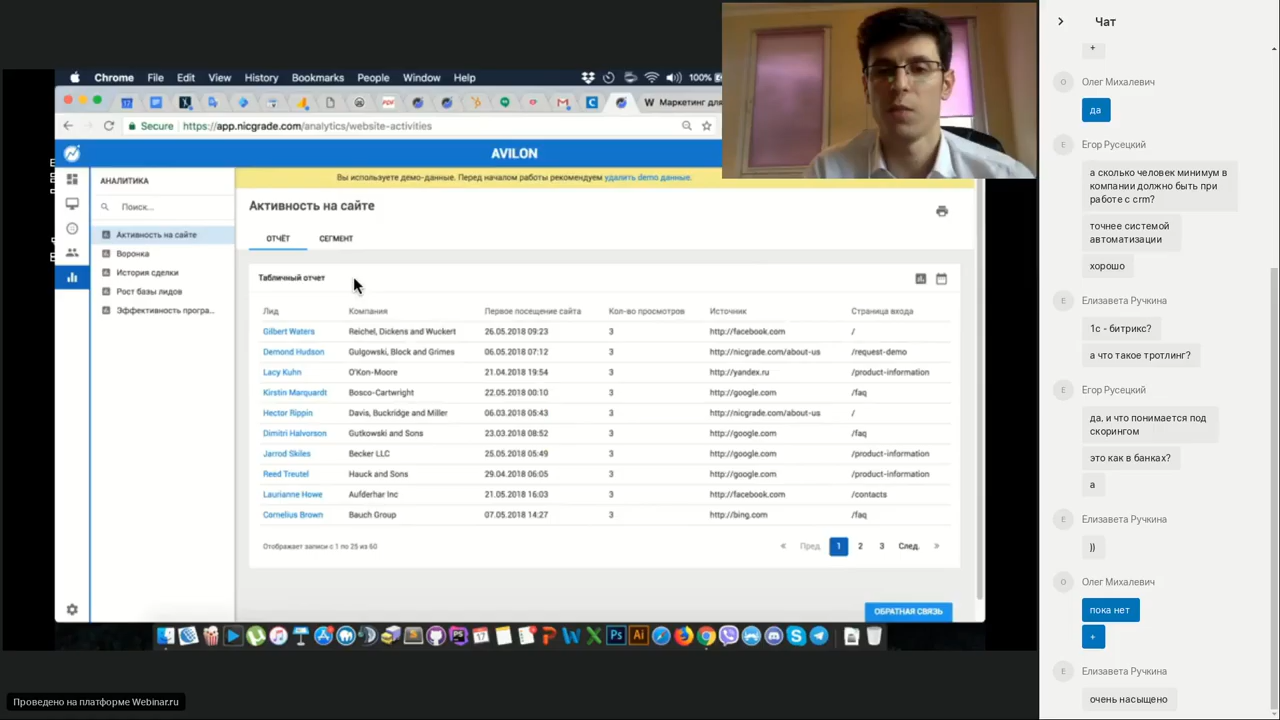 Chrome File Edit View History Bookmarks People Window Help
100%
W Маркетинг для
Secure https://app.nicgrade.com/analytics/website-activities
AVILON
Вы используете демо-данные. Перед началом работы рекомендуем удалить demo данные.
АНАЛИТИКА
Поиск...
Активность на сайте
Воронка
История сделки
Рост базы лидов
Эффективность програ...
Активность на сайте
ОТЧЁТ СЕГМЕНТ
Табличный отчет
Лид Компания Первое посещение сайта Кол-во просмотров Источник Страница входа
Gilbert Waters Reichel, Dickens and Wuckert 26.05.2018 09:23 3 http://facebook.com /
Demond Hudson Gulgowski, Block and Grimes 06.05.2018 07:12 3 http://nicgrade.com/about-us /request-demo
Lacy Kuhn O'Kon-Moore 21.04.2018 19:54 3 http://yandex.ru /product-information
Kirstin Marquardt Bosco-Cartwright 22.05.2018 00:10 3 http://google.com /faq
Hector Rippin Davis, Buckridge and Miller 06.03.2018 05:43 3 http://nicgrade.com/about-us /
Dimitri Halvorson Gutkowski and Sons 23.03.2018 08:52 3 http://google.com /faq
Jarrod Skiles Becker LLC 25.05.2018 05:49 3 http://google.com /product-information
Reed Treutel Hauck and Sons 29.04.2018 06:05 3 http://google.com /product-information
Laurianne Howe Aufderhar Inc 21.05.2018 16:03 3 http://facebook.com /contacts
Cornelius Brown Bauch Group 07.05.2018 14:27 3 http://bing.com /faq
Отображает записи с 1 по 25 из 60
« Пред. 1 2 3 След. »
ОБРАТНАЯ СВЯЗЬ
Проведено на платформе Webinar.ru
Чат
+
О Олег Михалевич
да
Е Егор Русецкий
а сколько человек минимум в
компании должно быть при
работе с crm?
точнее системой
автоматизации
хорошо
Е Елизавета Ручкина
1с - битрикс?
а что такое тротлинг?
Е Егор Русецкий
да, и что понимается под
скорингом
это как в банках?
а
Е Елизавета Ручкина
))
О Олег Михалевич
пока нет
+
Е Елизавета Ручкина
очень насыщено